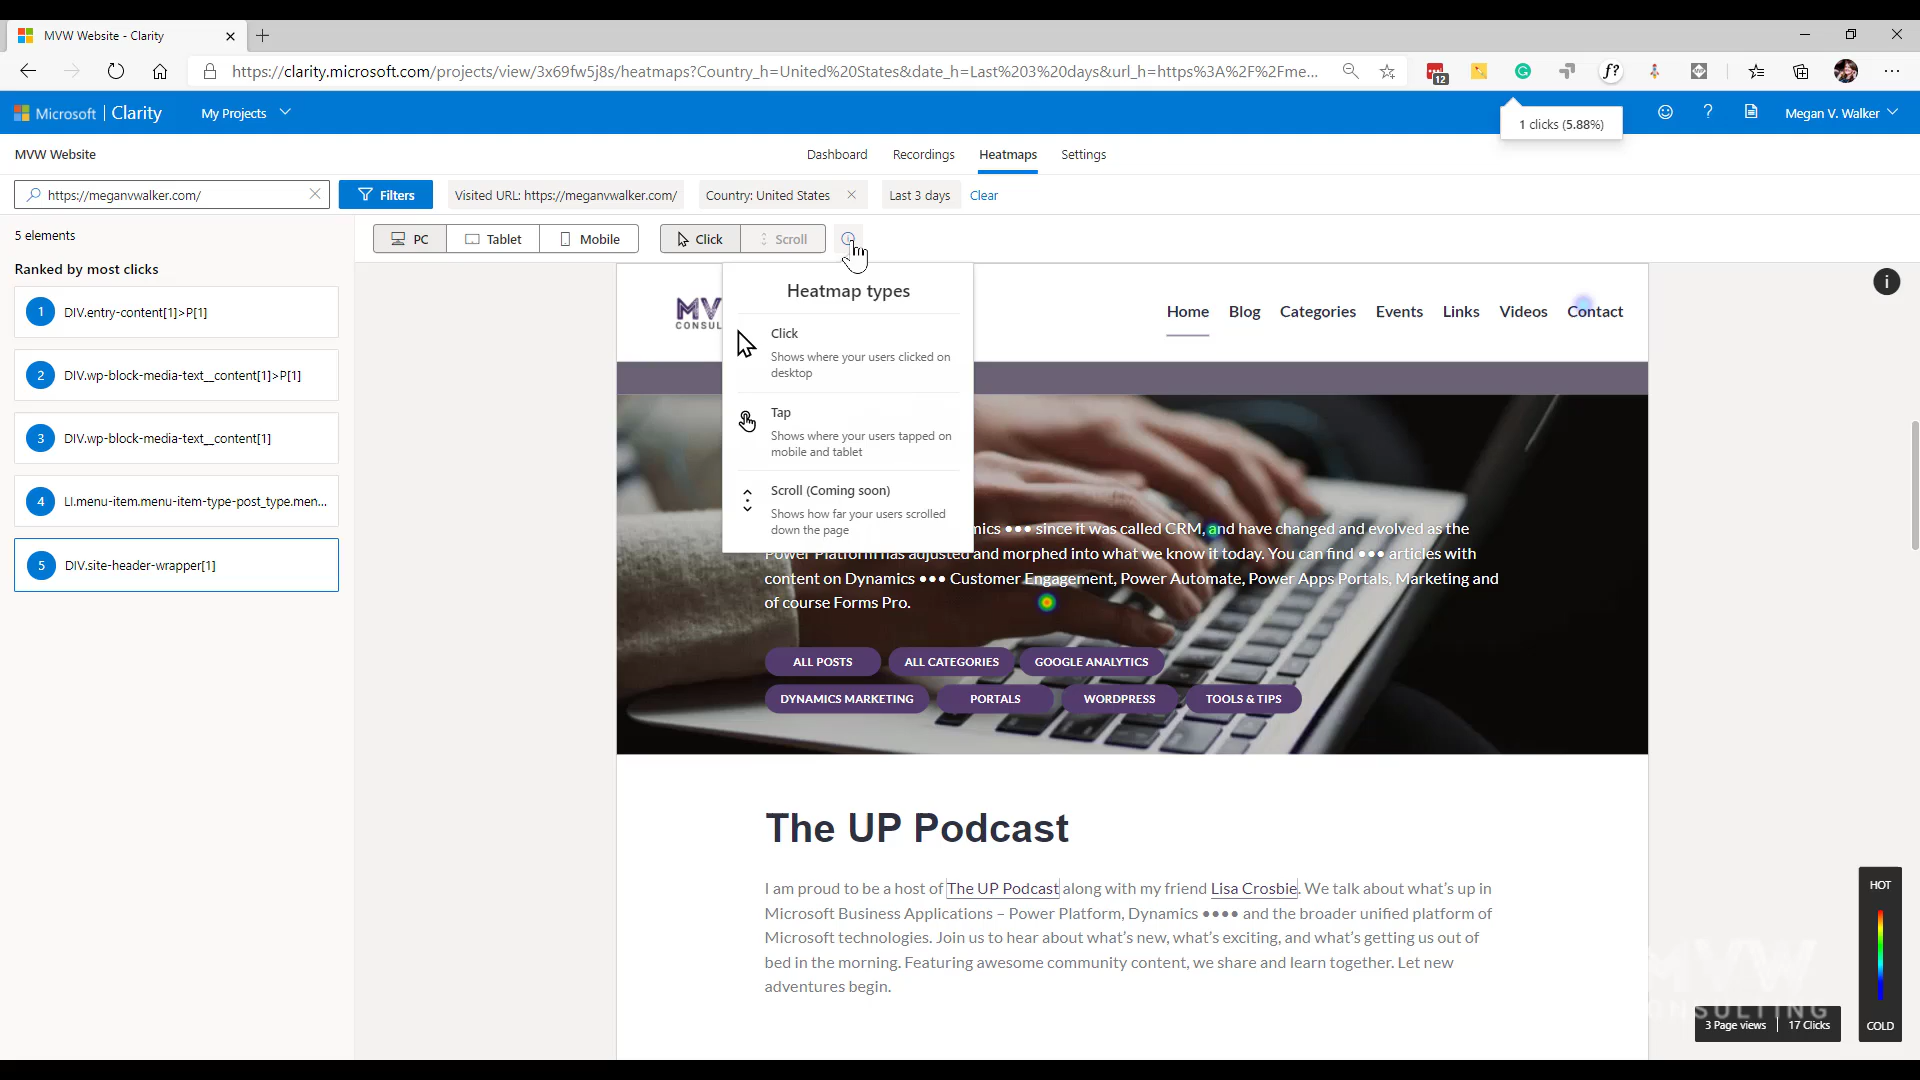 MVW Website - Clarity
https://clarity.microsoft.com/projects/view/3x69fw5j8s/heatmaps?Country_h=United%20States&date_h=Last%203%20days&url_h=https%3A%2F%2Fme...
12
f?
Microsoft | Clarity
My Projects
1 clicks (5.88%)
?
Megan V. Walker
MVW Website
Dashboard
Recordings
Heatmaps
Settings
https://meganvwalker.com/
Filters
Visited URL: https://meganvwalker.com/
Country: United States
Last 3 days
Clear
5 elements
PC
Tablet
Mobile
Click
Scroll
Ranked by most clicks
1 DIV.entry-content[1]>P[1]
2 DIV.wp-block-media-text__content[1]>P[1]
3 DIV.wp-block-media-text__content[1]
4 LI.menu-item.menu-item-type-post_type.men...
5 DIV.site-header-wrapper[1]
Heatmap types
Click
Shows where your users clicked on
desktop
Tap
Shows where your users tapped on
mobile and tablet
Scroll (Coming soon)
Shows how far your users scrolled
down the page
MV
CONSU
Home
Blog
Categories
Events
Links
Videos
Contact
i
mics ••• since it was called CRM, and have changed and evolved as the
Power Platform has adjusted and morphed into what we know it today. You can find ••• articles with
content on Dynamics ••• Customer Engagement, Power Automate, Power Apps Portals, Marketing and
of course Forms Pro.
ALL POSTS
ALL CATEGORIES
GOOGLE ANALYTICS
DYNAMICS MARKETING
PORTALS
WORDPRESS
TOOLS & TIPS
The UP Podcast
I am proud to be a host of The UP Podcast along with my friend Lisa Crosbie. We talk about what's up in
Microsoft Business Applications – Power Platform, Dynamics •••• and the broader unified platform of
Microsoft technologies. Join us to hear about what's new, what's exciting, and what's getting us out of
bed in the morning. Featuring awesome community content, we share and learn together. Let new
adventures begin.
HOT
COLD
MVW
CONSULTING
3 Page views
17 Clicks